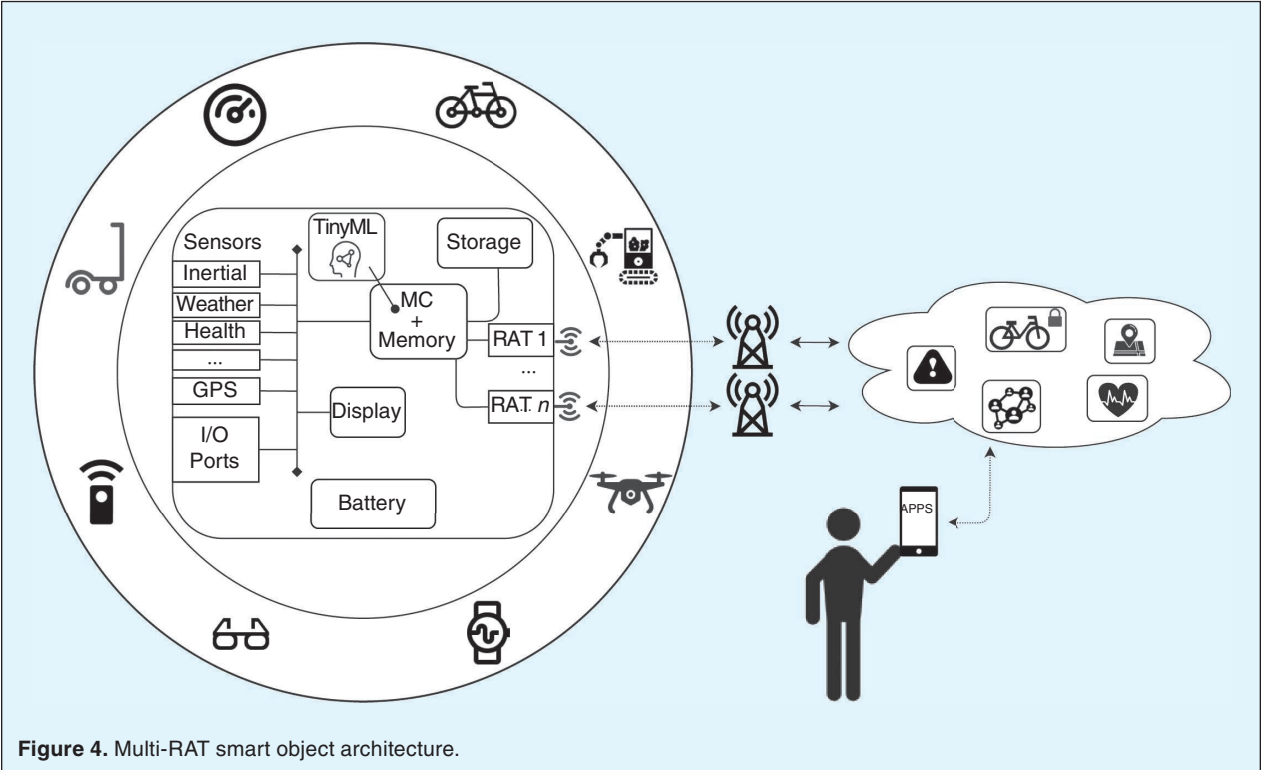 Sensors
Inertial
Weather
Health
...
GPS
I/O
Ports
TinyML
Storage
MC
+
Memory
RAT 1
...
RAT n
Display
Battery
APPS
Figure 4. Multi-RAT smart object architecture.